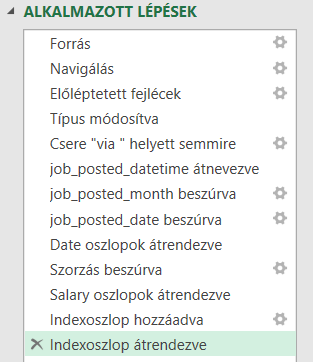 ALKALMAZOTT LÉPÉSEK
Forrás
Navigálás
Előléptetett fejlécek
Típus módosítva
Csere "via " helyett semmire
job_posted_datetime átnevezve
job_posted_month beszúrva
job_posted_date beszúrva
Date oszlopok átrendezve
Szorzás beszúrva
Salary oszlopok átrendezve
Indexoszlop hozzáadva
Indexoszlop átrendezve